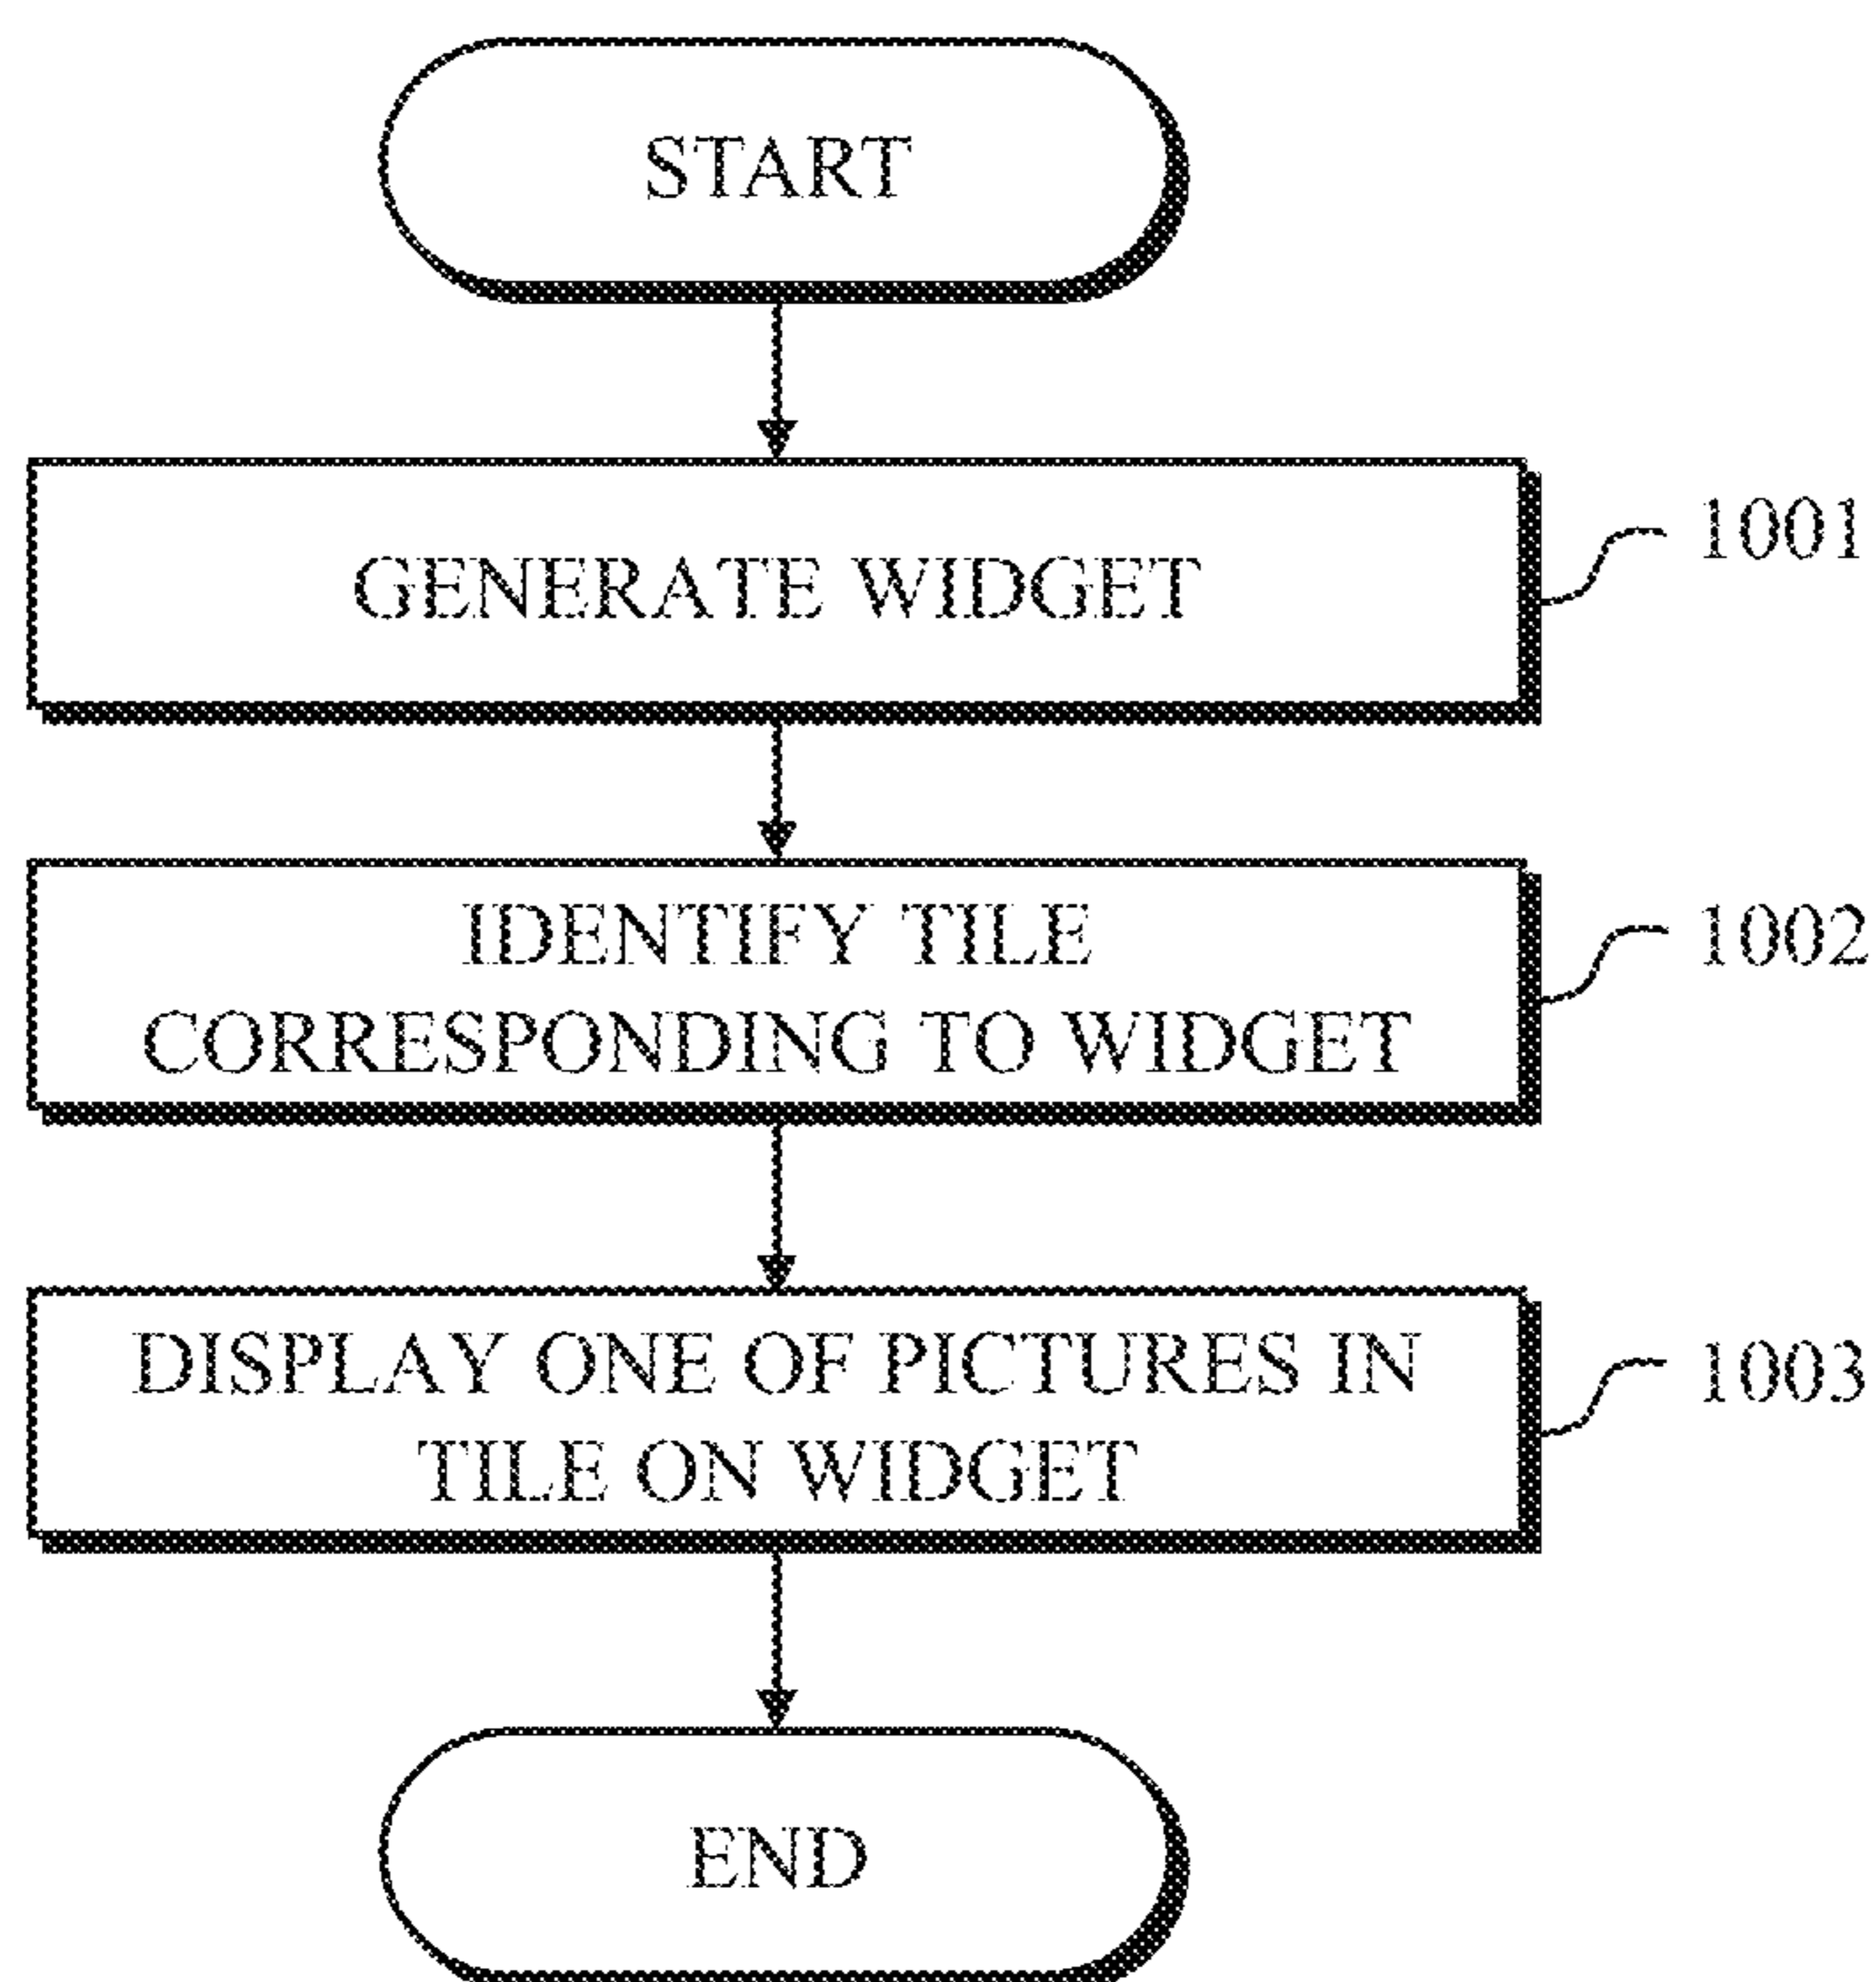 START
GENERATE WIDGET
1001
IDENTIFY TILE
CORRESPONDING TO WIDGET
1002
DISPLAY ONE OF PICTURES IN
TILE ON WIDGET
1003
END